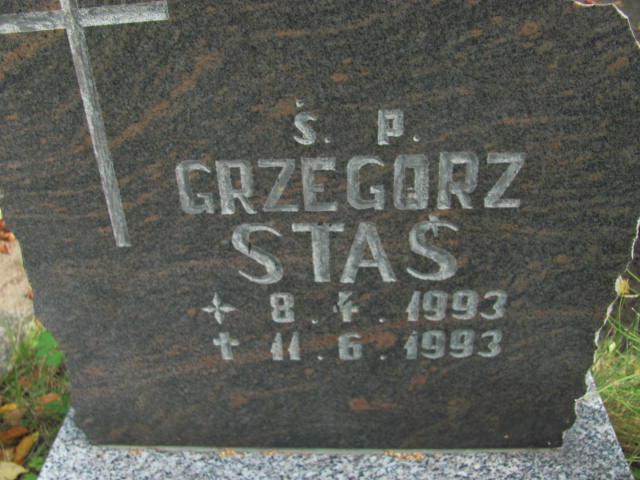 Ś. P.
GRZEGORZ
STAŚ
8. 4. 1993
11. 6. 1993